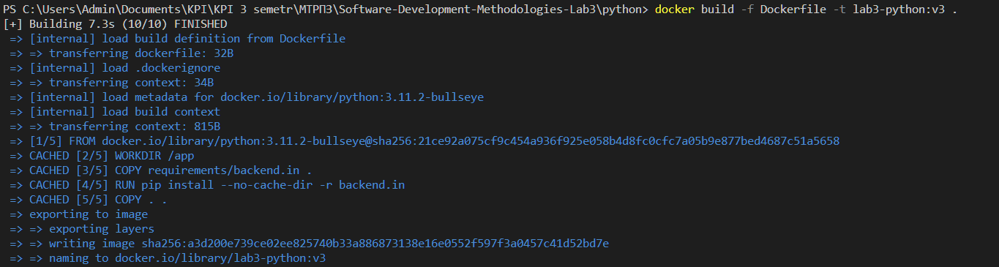 PS C:\Users\Admin\Documents\KPI\KPI 3 semetr\МТРПЗ\Software-Development-Methodologies-Lab3\python> docker build -f Dockerfile -t lab3-python:v3 .
[+] Building 7.3s (10/10) FINISHED
=> [internal] load build definition from Dockerfile
=> => transferring dockerfile: 32B
=> [internal] load .dockerignore
=> => transferring context: 34B
=> [internal] load metadata for docker.io/library/python:3.11.2-bullseye
=> [internal] load build context
=> => transferring context: 815B
=> [1/5] FROM docker.io/library/python:3.11.2-bullseye@sha256:21ce92a075cf9c454a936f925e058b4d8fc0cfc7a05b9e877bed4687c51a5658
=> CACHED [2/5] WORKDIR /app
=> CACHED [3/5] COPY requirements/backend.in .
=> CACHED [4/5] RUN pip install --no-cache-dir -r backend.in
=> CACHED [5/5] COPY . .
=> exporting to image
=> => exporting layers
=> => writing image sha256:a3d200e739ce02ee825740b33a886873138e16e0552f597f3a0457c41d52bd7e
=> => naming to docker.io/library/lab3-python:v3